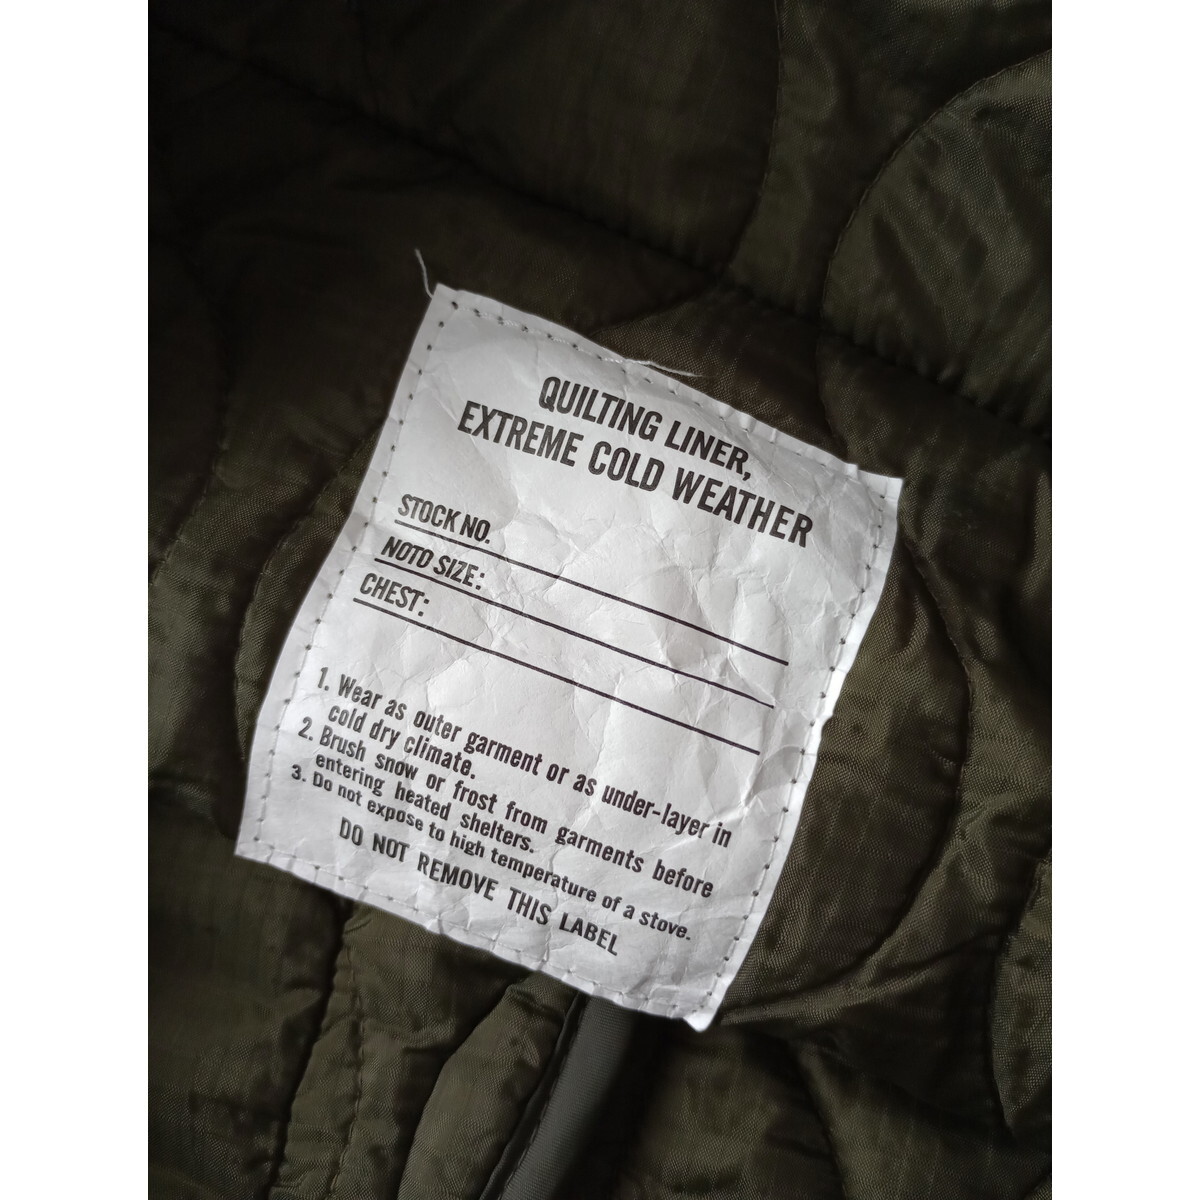 QUILTING LINER,
EXTREME COLD WEATHER
STOCK NO.
NOTO SIZE:
CHEST:
1. Wear as outer garment or as under-layer in
cold dry climate.
2. Brush snow or frost from garments before
entering heated shelters.
3. Do not expose to high temperature of a stove.
DO NOT REMOVE THIS LABEL